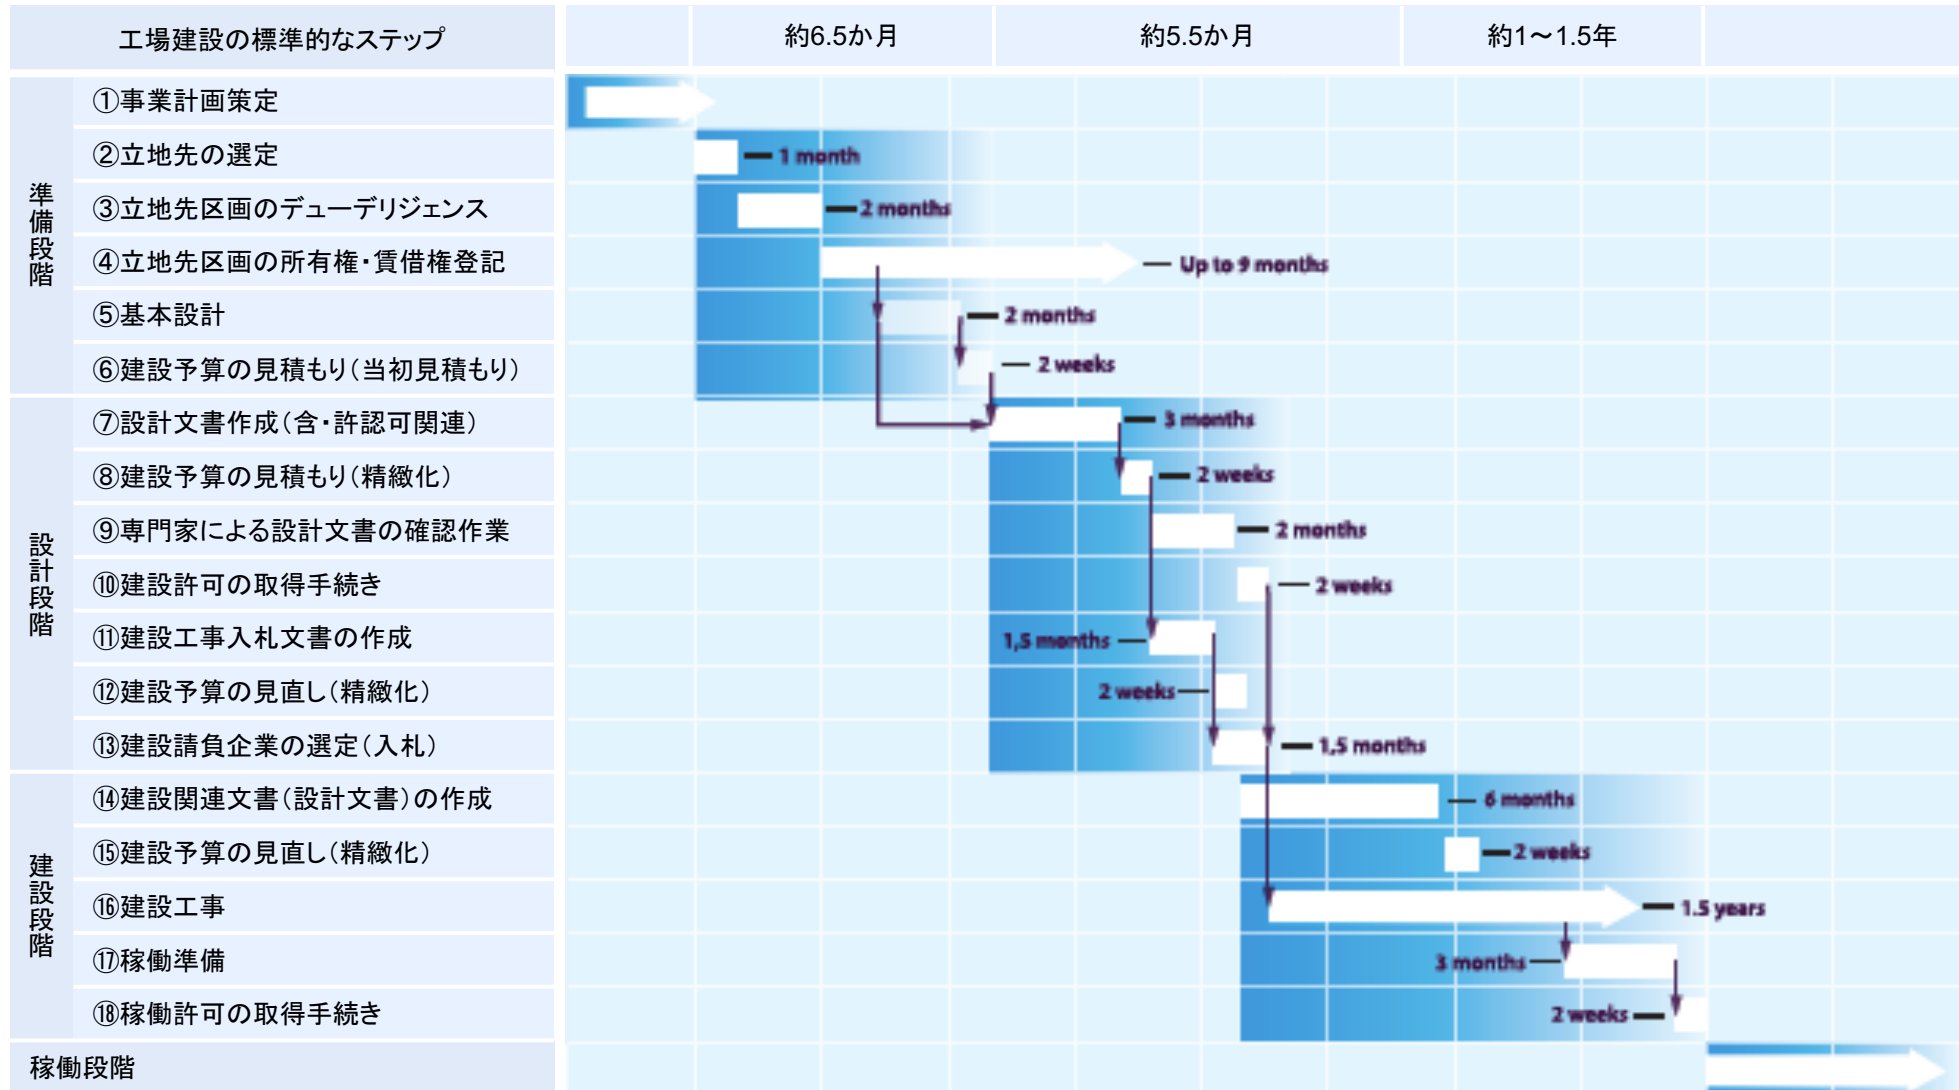 工場建設の標準的なステップ
約6.5か月
約5.5か月
約1～1.5年
準備段階
①事業計画策定
②立地先の選定
1 month
③立地先区画のデューデリジェンス
2 months
④立地先区画の所有権・賃借権登記
Up to 9 months
⑤基本設計
2 months
⑥建設予算の見積もり(当初見積もり)
2 weeks
設計段階
⑦設計文書作成(含・許認可関連)
3 months
⑧建設予算の見積もり(精緻化)
2 weeks
⑨専門家による設計文書の確認作業
2 months
⑩建設許可の取得手続き
2 weeks
⑪建設工事入札文書の作成
1,5 months
⑫建設予算の見直し(精緻化)
2 weeks
⑬建設請負企業の選定(入札)
1,5 months
建設段階
⑭建設関連文書(設計文書)の作成
6 months
⑮建設予算の見直し(精緻化)
2 weeks
⑯建設工事
1.5 years
⑰稼働準備
3 months
⑱稼働許可の取得手続き
2 weeks
稼働段階